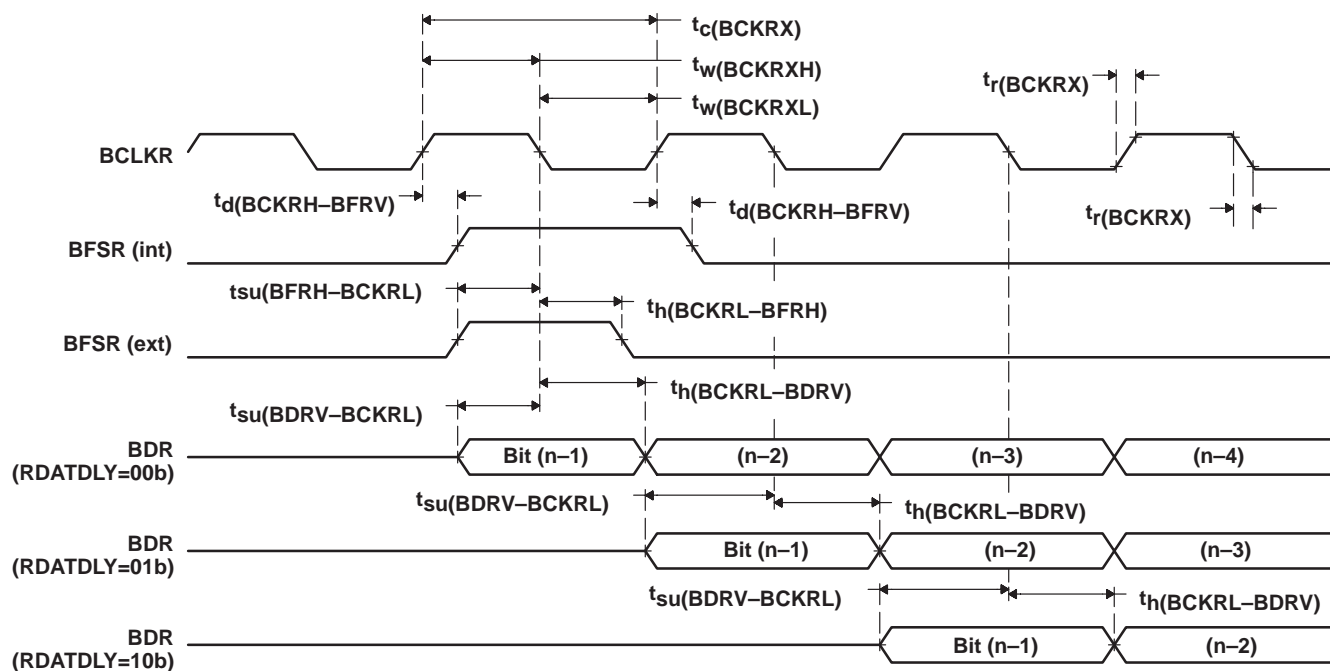 tc(BCKRX)
tw(BCKRXH)
tr(BCKRX)
tw(BCKRXL)
BCLKR
td(BCKRH–BFRV)
td(BCKRH–BFRV)
tr(BCKRX)
BFSR (int)
tsu(BFRH–BCKRL)
th(BCKRL–BFRH)
BFSR (ext)
th(BCKRL–BDRV)
tsu(BDRV–BCKRL)
BDR
(RDATDLY=00b)
Bit (n–1)
(n–2)
(n–3)
(n–4)
tsu(BDRV–BCKRL)
th(BCKRL–BDRV)
BDR
(RDATDLY=01b)
Bit (n–1)
(n–2)
(n–3)
tsu(BDRV–BCKRL)
th(BCKRL–BDRV)
BDR
(RDATDLY=10b)
Bit (n–1)
(n–2)